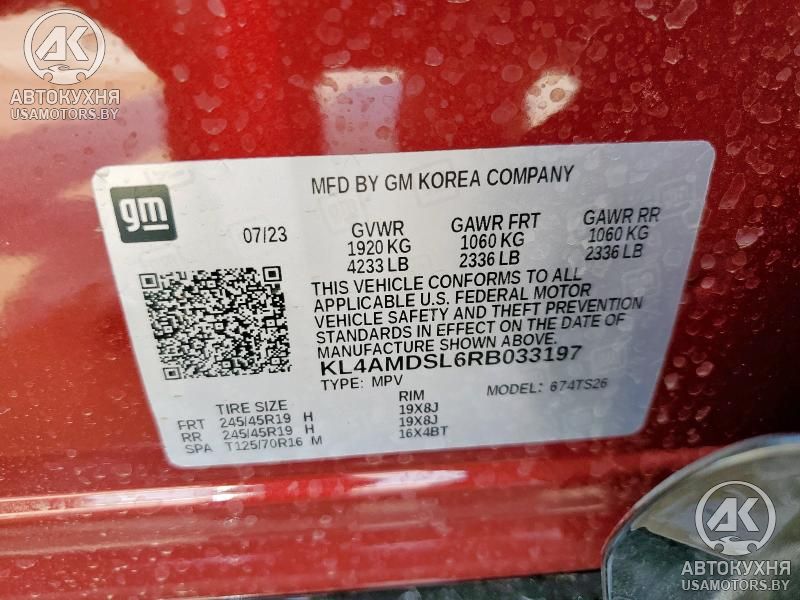 AK
АВТОКУХНЯ
USAMOTORS.BY
gm
MFD BY GM KOREA COMPANY
07/23 GVWR GAWR FRT GAWR RR
1920 KG 1060 KG 1060 KG
4233 LB 2336 LB 2336 LB
THIS VEHICLE CONFORMS TO ALL
APPLICABLE U.S. FEDERAL MOTOR
VEHICLE SAFETY AND THEFT PREVENTION
STANDARDS IN EFFECT ON THE DATE OF
MANUFACTURE SHOWN ABOVE.
KL4AMDSL6RB033197
TYPE: MPV MODEL: 674TS26
TIRE SIZE RIM
FRT 245/45R19 H 19X8J
RR 245/45R19 H 19X8J
SPA T125/70R16 M 16X4BT
AK
АВТОКУХНЯ
USAMOTORS.BY